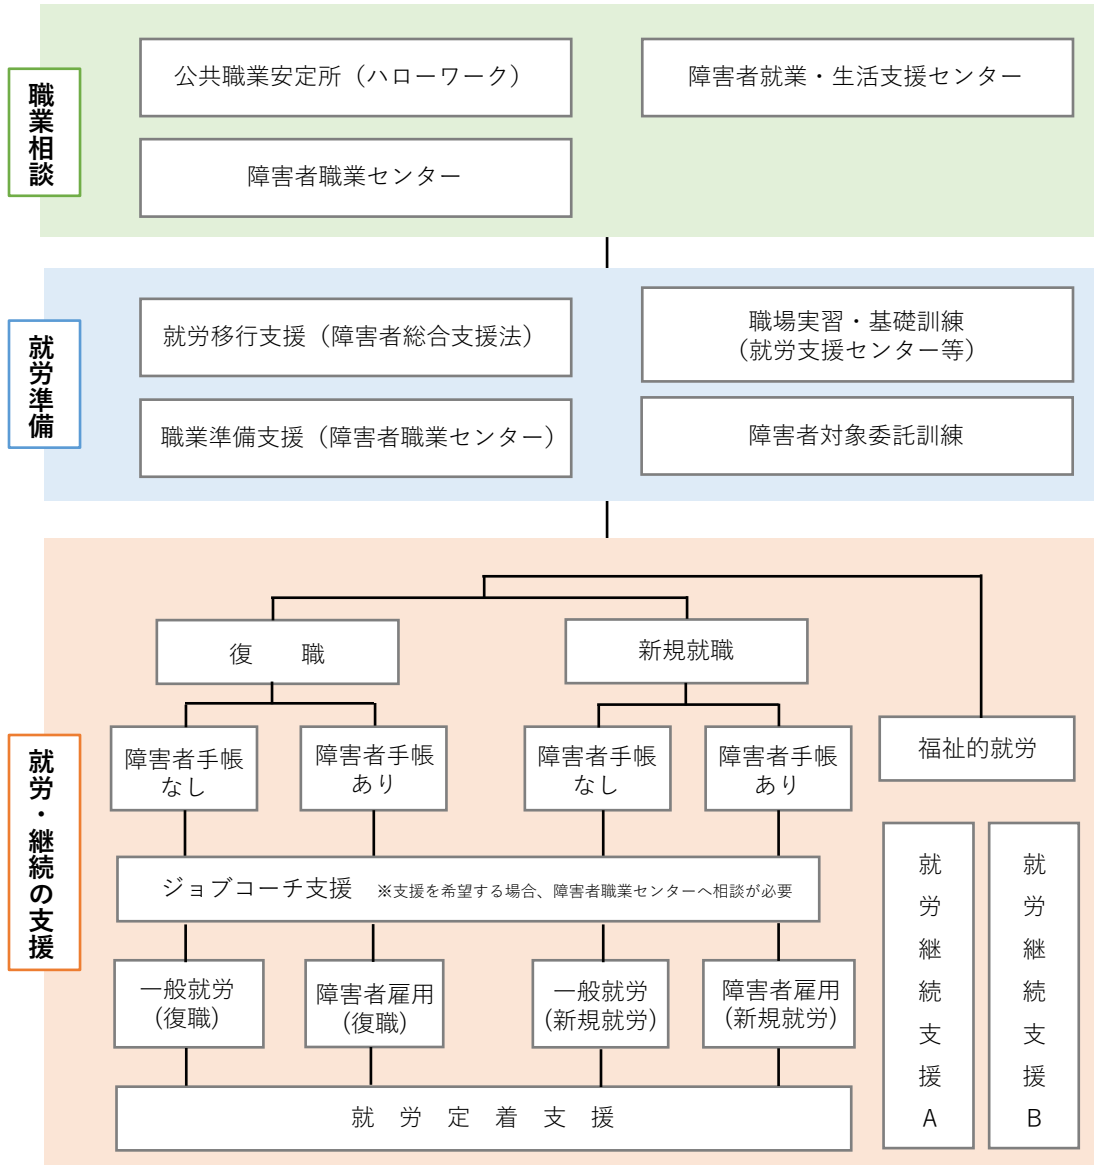 職業相談
公共職業安定所（ハローワーク）
障害者就業・生活支援センター
障害者職業センター
就労準備
就労移行支援（障害者総合支援法）
職場実習・基礎訓練
（就労支援センター等）
職業準備支援（障害者職業センター）
障害者対象委託訓練
就労・継続の支援
復　職
新規就職
福祉的就労
障害者手帳
なし
障害者手帳
あり
障害者手帳
なし
障害者手帳
あり
ジョブコーチ支援　※支援を希望する場合、障害者職業センターへ相談が必要
一般就労
(復職)
障害者雇用
(復職)
一般就労
(新規就労)
障害者雇用
(新規就労)
就労定着支援
就労継続支援A
就労継続支援B